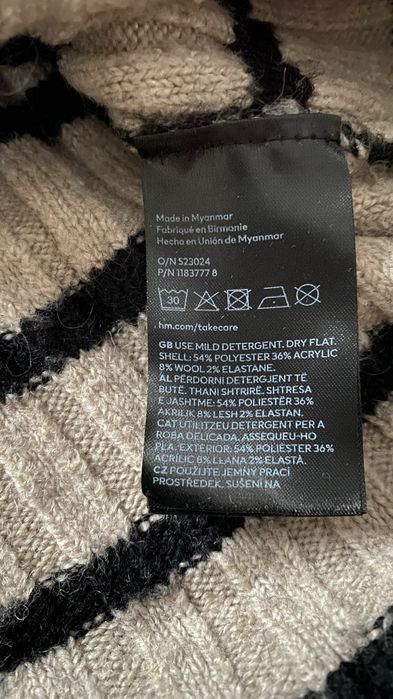 Made in Myanmar
Fabriqué en Birmanie
Hecho en Unión de Myanmar
O/N 523024
P/N 1183777 8
30
hm.com/takecare
GB USE MILD DETERGENT. DRY FLAT.
SHELL: 54% POLYESTER 36% ACRYLIC
8% WOOL 2% ELASTANE.
AL PËRDORNI DETERGJENT TË
BUTË. THANI SHTRIRË. SHTRESA
E JASHTME: 54% POLIESTËR 36%
AKRILIK 8% LESH 2% ELASTAN.
CAT UTILITZEU DETERGENT PER A
ROBA DELICADA. ASSEQUEU-HO
PLA. EXTERIOR: 54% POLIÈSTER 36%
ACRÍLIC 8% LLANA 2% ELASTÀ.
CZ POUŽIJTE JEMNÝ PRACÍ
PROSTŘEDEK. SUŠENÍ NA